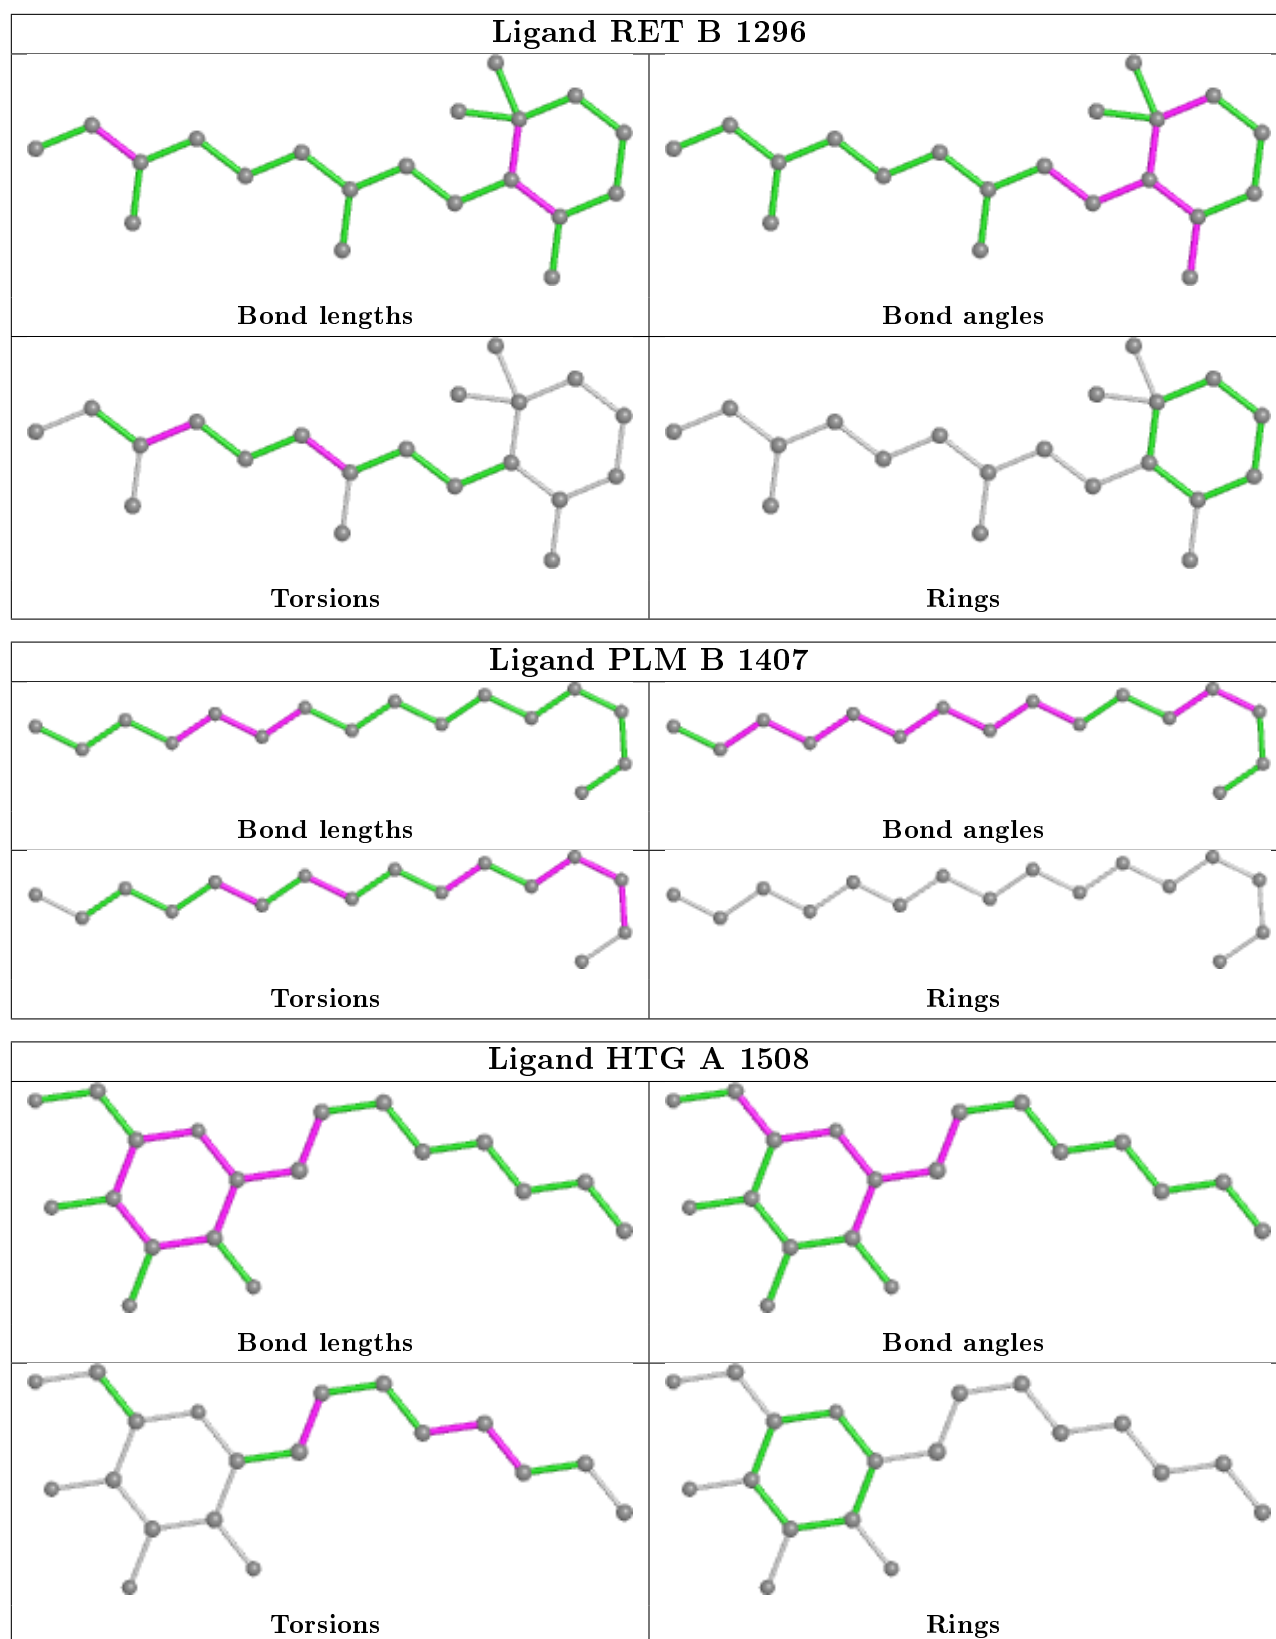 Ligand RET B 1296
Bond lengths
Bond angles
Torsions
Rings
Ligand PLM B 1407
Bond lengths
Bond angles
Torsions
Rings
Ligand HTG A 1508
Bond lengths
Bond angles
Torsions
Rings